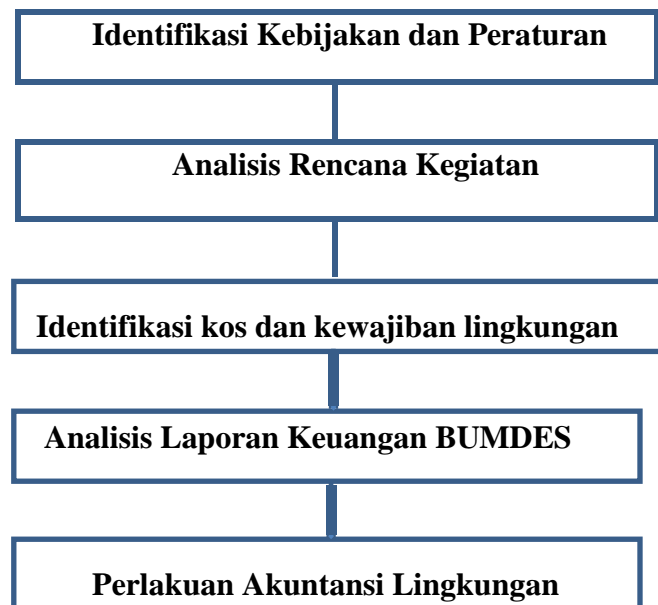 Identifikasi Kebijakan dan Peraturan
Analisis Rencana Kegiatan
Identifikasi kos dan kewajiban lingkungan
Analisis Laporan Keuangan BUMDES
Perlakuan Akuntansi Lingkungan